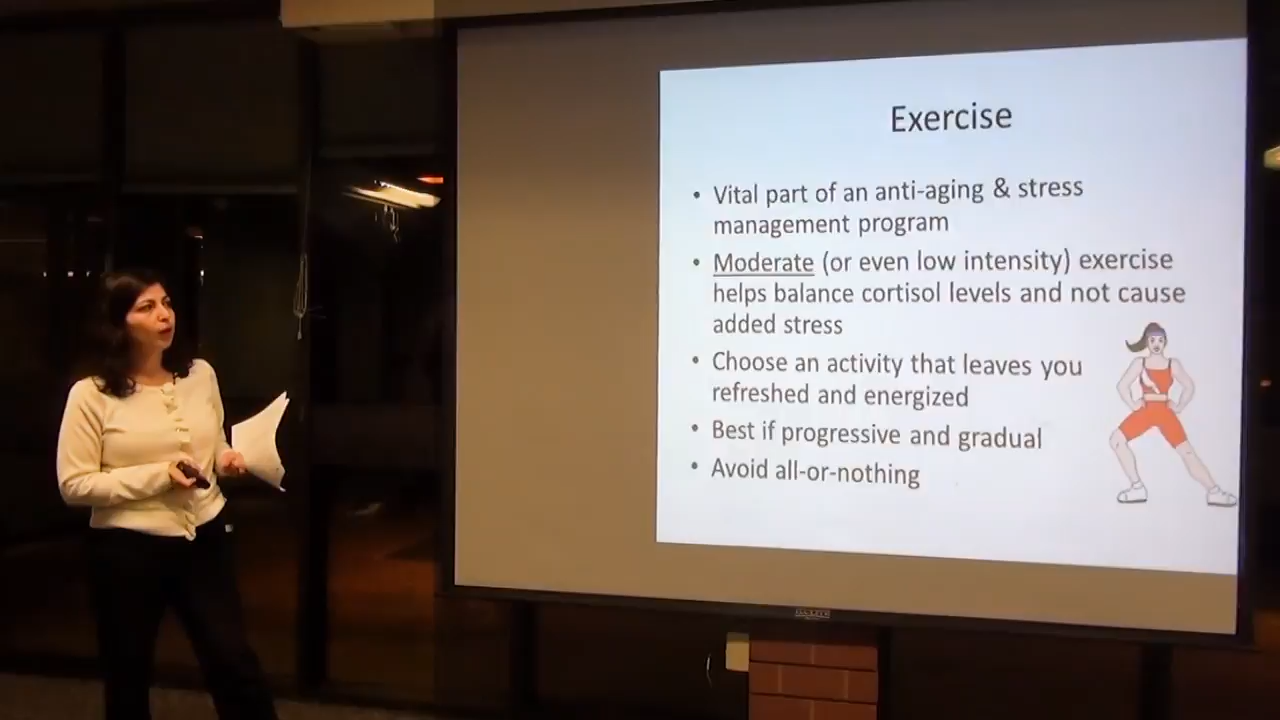 Exercise
• Vital part of an anti-aging & stress
management program
• Moderate (or even low intensity) exercise
helps balance cortisol levels and not cause
added stress
• Choose an activity that leaves you
refreshed and energized
• Best if progressive and gradual
• Avoid all-or-nothing